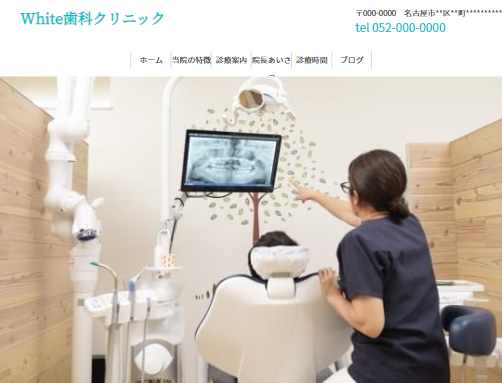 White歯科クリニック
〒000-0000　名古屋市**区**町**********
tel 052-000-0000
ホーム 当院の特徴 診療案内 院長あいさ 診療時間 ブログ